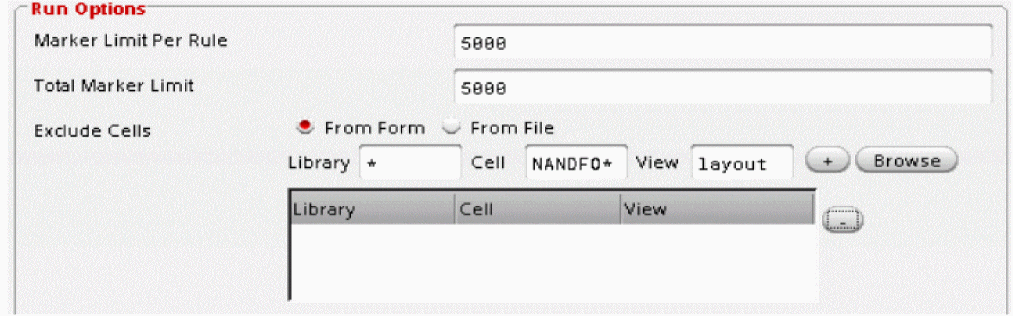 Run Options
Marker Limit Per Rule 5000
Total Marker Limit 5000
Exclude Cells From Form From File
Library * Cell NANDFO* View layout + Browse
Library Cell View -